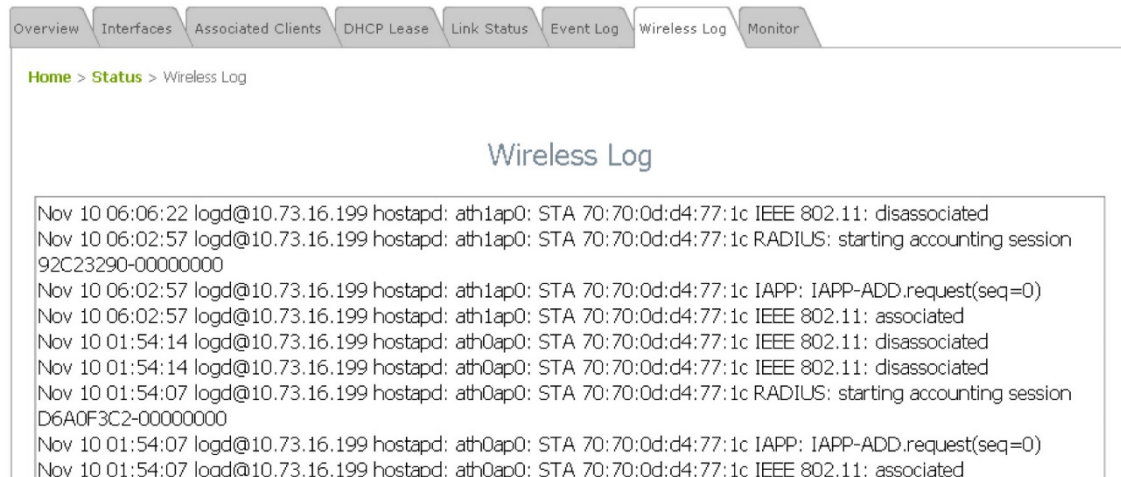 Overview Interfaces Associated Clients DHCP Lease Link Status Event Log Wireless Log Monitor
Home > Status > Wireless Log
Wireless Log
Nov 10 06:06:22 logd@10.73.16.199 hostapd: ath1ap0: STA 70:70:0d:d4:77:1c IEEE 802.11: disassociated
Nov 10 06:02:57 logd@10.73.16.199 hostapd: ath1ap0: STA 70:70:0d:d4:77:1c RADIUS: starting accounting session
92C23290-00000000
Nov 10 06:02:57 logd@10.73.16.199 hostapd: ath1ap0: STA 70:70:0d:d4:77:1c IAPP: IAPP-ADD.request(seq=0)
Nov 10 06:02:57 logd@10.73.16.199 hostapd: ath1ap0: STA 70:70:0d:d4:77:1c IEEE 802.11: associated
Nov 10 01:54:14 logd@10.73.16.199 hostapd: ath0ap0: STA 70:70:0d:d4:77:1c IEEE 802.11: disassociated
Nov 10 01:54:14 logd@10.73.16.199 hostapd: ath0ap0: STA 70:70:0d:d4:77:1c IEEE 802.11: disassociated
Nov 10 01:54:07 logd@10.73.16.199 hostapd: ath0ap0: STA 70:70:0d:d4:77:1c RADIUS: starting accounting session
D6A0F3C2-00000000
Nov 10 01:54:07 logd@10.73.16.199 hostapd: ath0ap0: STA 70:70:0d:d4:77:1c IAPP: IAPP-ADD.request(seq=0)
Nov 10 01:54:07 logd@10.73.16.199 hostapd: ath0ap0: STA 70:70:0d:d4:77:1c IEEE 802.11: associated